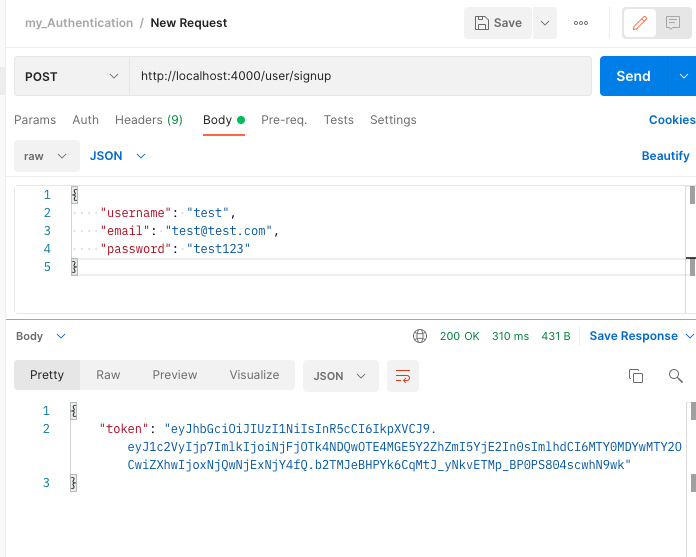 my_Authentication / New Request
Save
POST http://localhost:4000/user/signup Send
Params Auth Headers (9) Body Pre-req. Tests Settings Cookies
raw JSON Beautify
1 {
2 "username": "test",
3 "email": "test@test.com",
4 "password": "test123"
5 }
Body 200 OK 310 ms 431 B Save Response
Pretty Raw Preview Visualize JSON
1 {
2 "token": "eyJhbGciOiJIUzI1NiIsInR5cCI6IkpXVCJ9.
eyJ1c2VyIjp7ImlkIjoiNjFjOTk4NDQwOTE4MGE5Y2ZhZmI5YjE2In0sImlhdCI6MTY0MDYwMTY2O
CwiZXhwIjoxNjQwNjExNjY4fQ.b2TMJeBHPYk6CqMtJ_yNkvETMp_BP0PS804scwhN9wk"
3 }